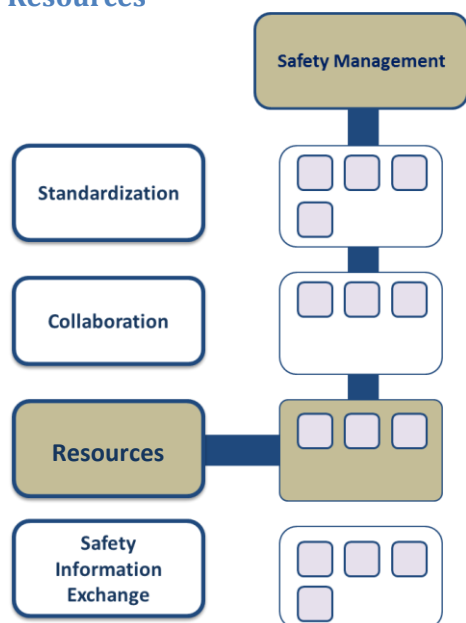 Resources
Safety Management
Standardization
Collaboration
Resources
Safety
Information
Exchange